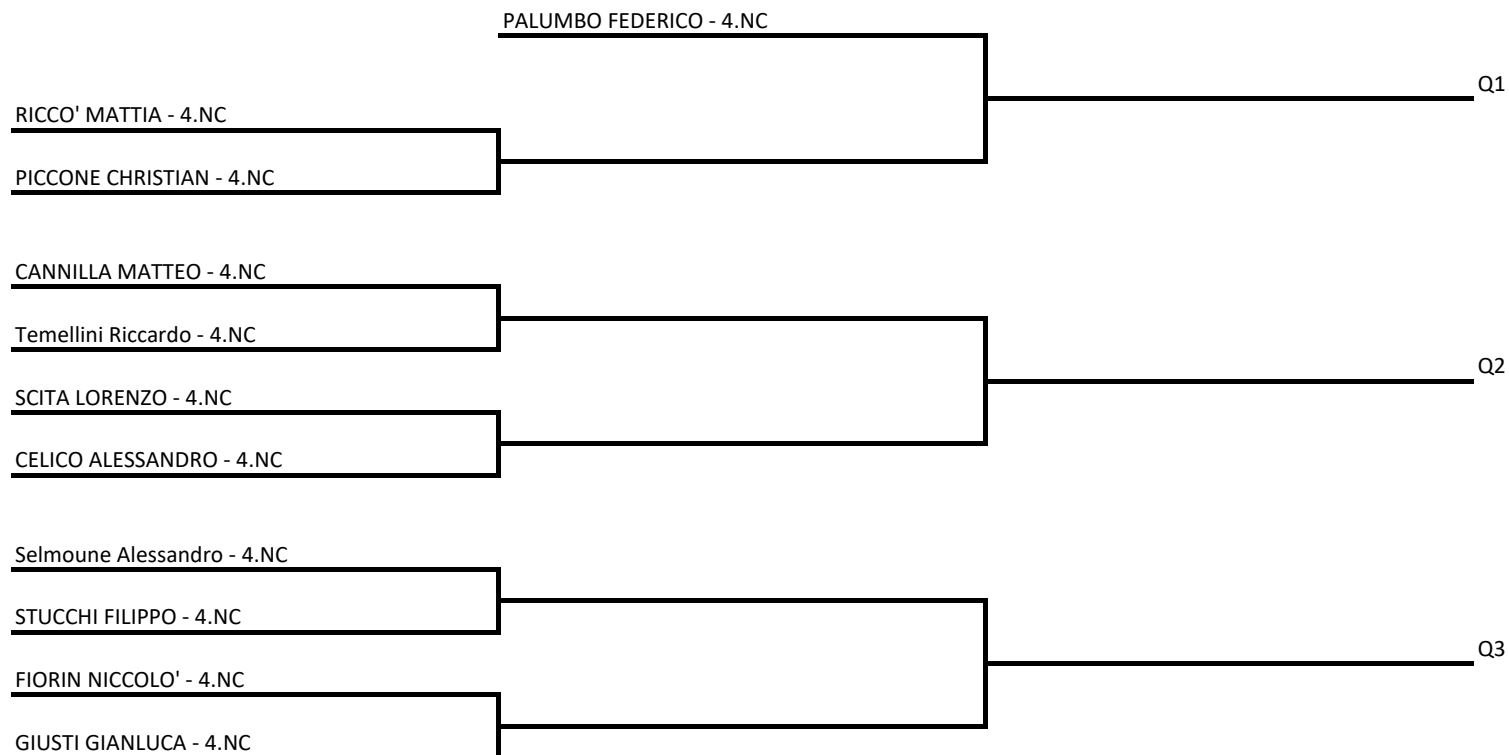 PALUMBO FEDERICO - 4.NC
Q1
RICCO' MATTIA - 4.NC
PICCONE CHRISTIAN - 4.NC
CANNILLA MATTEO - 4.NC
Temellini Riccardo - 4.NC
Q2
SCITA LORENZO - 4.NC
CELICO ALESSANDRO - 4.NC
Selmoune Alessandro - 4.NC
STUCCHI FILIPPO - 4.NC
Q3
FIORIN NICCOLO' - 4.NC
GIUSTI GIANLUCA - 4.NC